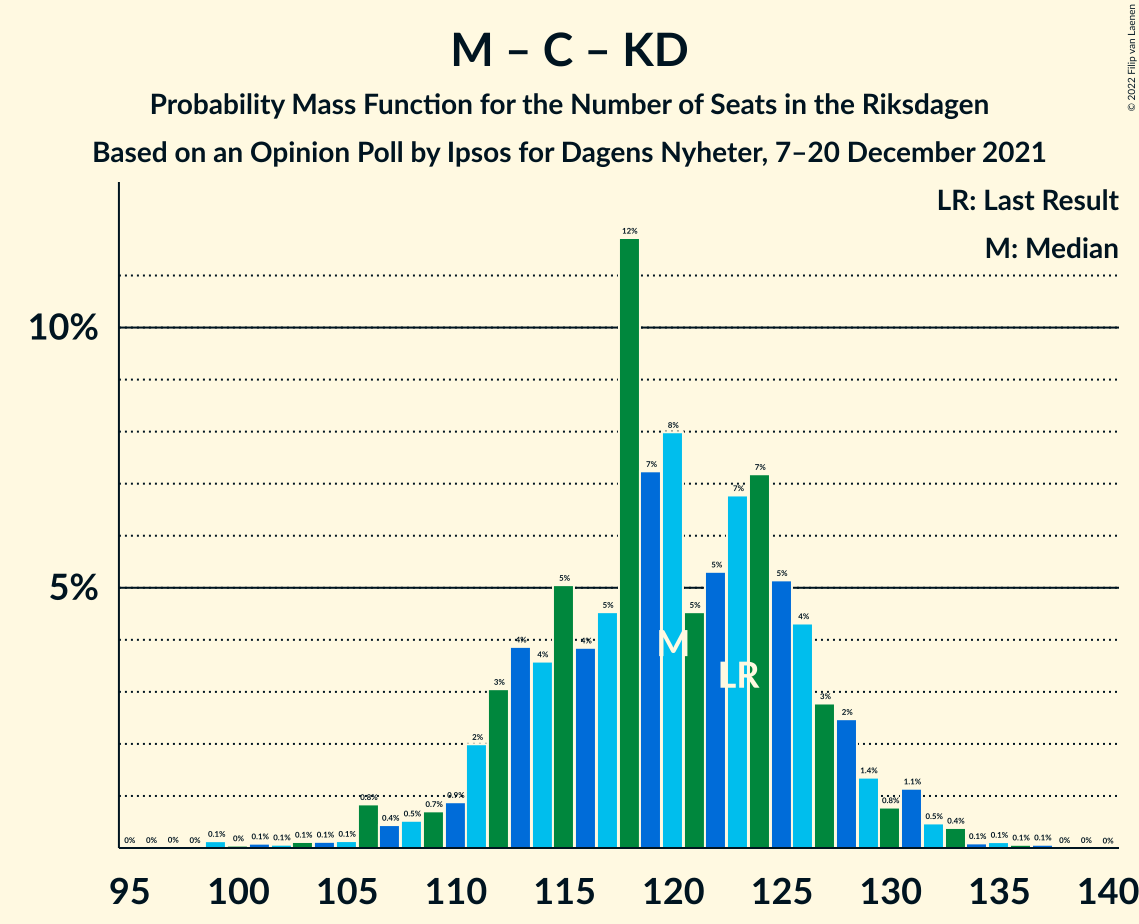 M – C – KD
Probability Mass Function for the Number of Seats in the Riksdagen
Based on an Opinion Poll by Ipsos for Dagens Nyheter, 7–20 December 2021
© 2022 Filip van Laenen
LR: Last Result
M: Median
10%
5%
0% 0% 0% 0% 0.1% 0% 0.1% 0.1% 0.1% 0.1% 0.1% 0.8% 0.4% 0.5% 0.7% 0.9% 2% 3% 4% 4% 5% 4% 5% 12% 7% 8% 5% 5% 7% 7% 5% 4% 3% 2% 1.4% 0.8% 1.1% 0.5% 0.4% 0.1% 0.1% 0.1% 0.1% 0% 0% 0%
M
LR
95 100 105 110 115 120 125 130 135 140